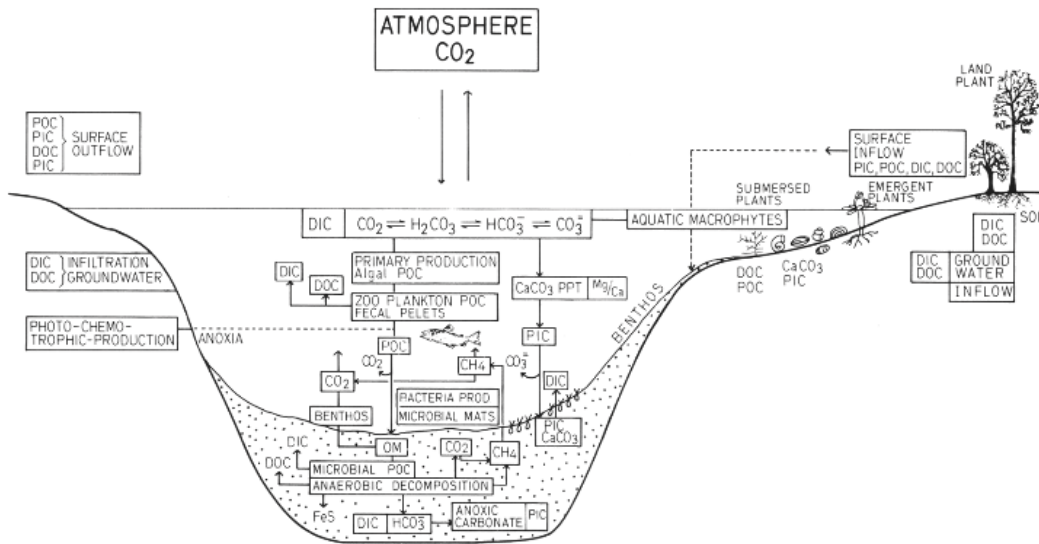 ATMOSPHERE
CO₂
LAND
PLANT
POC
PIC
DOC
PIC
SURFACE
OUTFLOW
SURFACE
INFLOW
PIC, POC, DIC, DOC
SUBMERSED
PLANTS
EMERGENT
PLANTS
DIC
CO₂ ⇌ H₂CO₃ ⇌ HCO₃⁻ ⇌ CO₃⁼
AQUATIC MACROPHYTES
DIC
DOC
DIC
DOC
GROUND
WATER
INFLOW
DIC
DOC
INFILTRATION
GROUNDWATER
PRIMARY PRODUCTION
Algal POC
DIC
DOC
ZOO PLANKTON POC
FECAL PELETS
CaCO₃ PPT
Mg/Ca
DOC
POC
CaCO₃
PIC
BENTHOS
PHOTO-CHEMO-
TROPHIC-PRODUCTION
ANOXIA
POC
PIC
CO₂
CO₂
CH4
CO₃⁼
DIC
BENTHOS
BACTERIA PROD
MICROBIAL MATS
PIC
CaCO₃
DIC
DOC
OM
CO2
CH4
MICROBIAL POC
ANAEROBIC DECOMPOSITION
FeS
DIC
HCO₃⁻
ANOXIC
CARBONATE
PIC